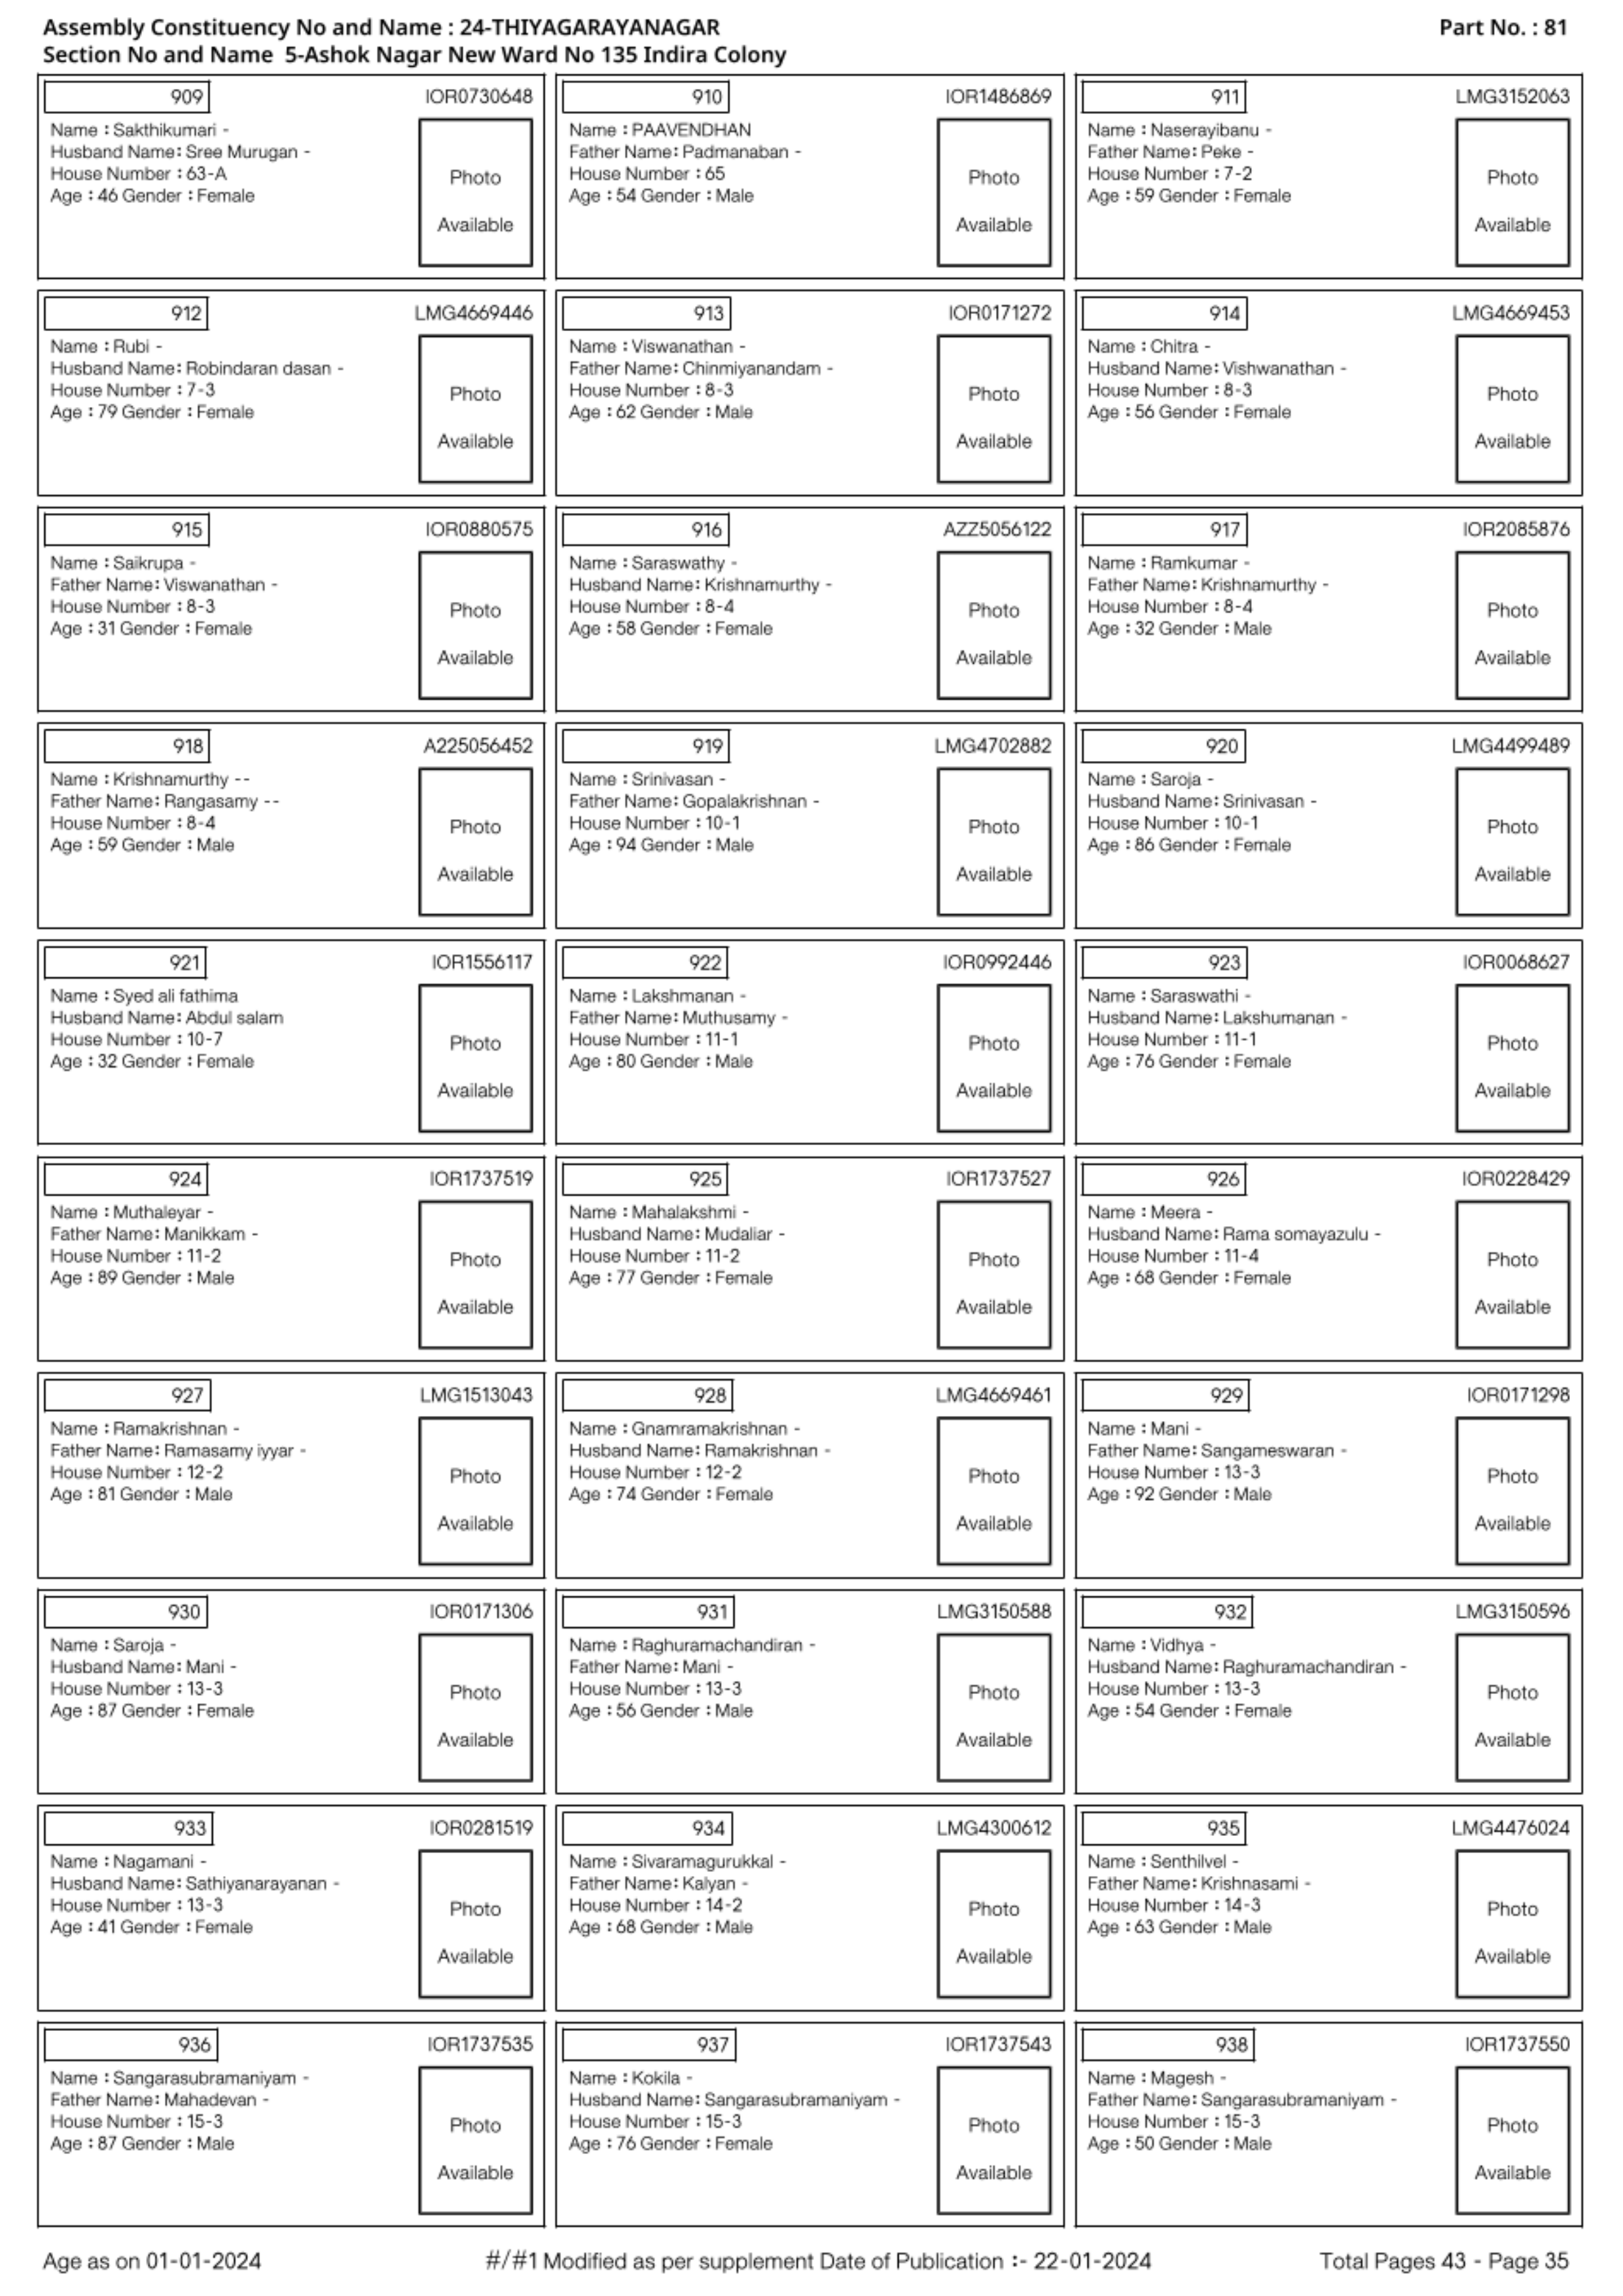 Assembly Constituency No and Name : 24-THIYAGARAYANAGAR
Part No. : 81
Section No and Name 5-Ashok Nagar New Ward No 135 Indira Colony
909
IOR0730648
Name : Sakthikumari -
Husband Name: Sree Murugan -
House Number : 63-A
Age : 46 Gender : Female
Photo
Available
910
IOR1486869
Name : PAAVENDHAN
Father Name: Padmanaban -
House Number : 65
Age : 54 Gender : Male
Photo
Available
911
LMG3152063
Name : Naserayibanu -
Father Name: Peke -
House Number : 7-2
Age : 59 Gender : Female
Photo
Available
912
LMG4669446
Name : Rubi -
Husband Name: Robindaran dasan -
House Number : 7-3
Age : 79 Gender : Female
Photo
Available
913
IOR0171272
Name : Viswanathan -
Father Name: Chinmiyanandam -
House Number : 8-3
Age : 62 Gender : Male
Photo
Available
914
LMG4669453
Name : Chitra -
Husband Name: Vishwanathan -
House Number : 8-3
Age : 56 Gender : Female
Photo
Available
915
IOR0880575
Name : Saikrupa -
Father Name: Viswanathan -
House Number : 8-3
Age : 31 Gender : Female
Photo
Available
916
AZZ5056122
Name : Saraswathy -
Husband Name: Krishnamurthy -
House Number : 8-4
Age : 58 Gender : Female
Photo
Available
917
IOR2085876
Name : Ramkumar -
Father Name: Krishnamurthy -
House Number : 8-4
Age : 32 Gender : Male
Photo
Available
918
A225056452
Name : Krishnamurthy --
Father Name: Rangasamy --
House Number : 8-4
Age : 59 Gender : Male
Photo
Available
919
LMG4702882
Name : Srinivasan -
Father Name: Gopalakrishnan -
House Number : 10-1
Age : 94 Gender : Male
Photo
Available
920
LMG4499489
Name : Saroja -
Husband Name: Srinivasan -
House Number : 10-1
Age : 86 Gender : Female
Photo
Available
921
IOR1556117
Name : Syed ali fathima
Husband Name: Abdul salam
House Number : 10-7
Age : 32 Gender : Female
Photo
Available
922
IOR0992446
Name : Lakshmanan -
Father Name: Muthusamy -
House Number : 11-1
Age : 80 Gender : Male
Photo
Available
923
IOR0068627
Name : Saraswathi -
Husband Name: Lakshumanan -
House Number : 11-1
Age : 76 Gender : Female
Photo
Available
924
IOR1737519
Name : Muthaleyar -
Father Name: Manikkam -
House Number : 11-2
Age : 89 Gender : Male
Photo
Available
925
IOR1737527
Name : Mahalakshmi -
Husband Name: Mudaliar -
House Number : 11-2
Age : 77 Gender : Female
Photo
Available
926
IOR0228429
Name : Meera -
Husband Name: Rama somayazulu -
House Number : 11-4
Age : 68 Gender : Female
Photo
Available
927
LMG1513043
Name : Ramakrishnan -
Father Name: Ramasamy iyyar -
House Number : 12-2
Age : 81 Gender : Male
Photo
Available
928
LMG4669461
Name : Gnamramakrishnan -
Husband Name: Ramakrishnan -
House Number : 12-2
Age : 74 Gender : Female
Photo
Available
929
IOR0171298
Name : Mani -
Father Name: Sangameswaran -
House Number : 13-3
Age : 92 Gender : Male
Photo
Available
930
IOR0171306
Name : Saroja -
Husband Name: Mani -
House Number : 13-3
Age : 87 Gender : Female
Photo
Available
931
LMG3150588
Name : Raghuramachandiran -
Father Name: Mani -
House Number : 13-3
Age : 56 Gender : Male
Photo
Available
932
LMG3150596
Name : Vidhya -
Husband Name: Raghuramachandiran -
House Number : 13-3
Age : 54 Gender : Female
Photo
Available
933
IOR0281519
Name : Nagamani -
Husband Name: Sathiyanarayanan -
House Number : 13-3
Age : 41 Gender : Female
Photo
Available
934
LMG4300612
Name : Sivaramagurukkal -
Father Name: Kalyan -
House Number : 14-2
Age : 68 Gender : Male
Photo
Available
935
LMG4476024
Name : Senthilvel -
Father Name: Krishnasami -
House Number : 14-3
Age : 63 Gender : Male
Photo
Available
936
IOR1737535
Name : Sangarasubramaniyam -
Father Name: Mahadevan -
House Number : 15-3
Age : 87 Gender : Male
Photo
Available
937
IOR1737543
Name : Kokila -
Husband Name: Sangarasubramaniyam -
House Number : 15-3
Age : 76 Gender : Female
Photo
Available
938
IOR1737550
Name : Magesh -
Father Name: Sangarasubramaniyam -
House Number : 15-3
Age : 50 Gender : Male
Photo
Available
Age as on 01-01-2024
#/#1 Modified as per supplement Date of Publication :- 22-01-2024
Total Pages 43 - Page 35